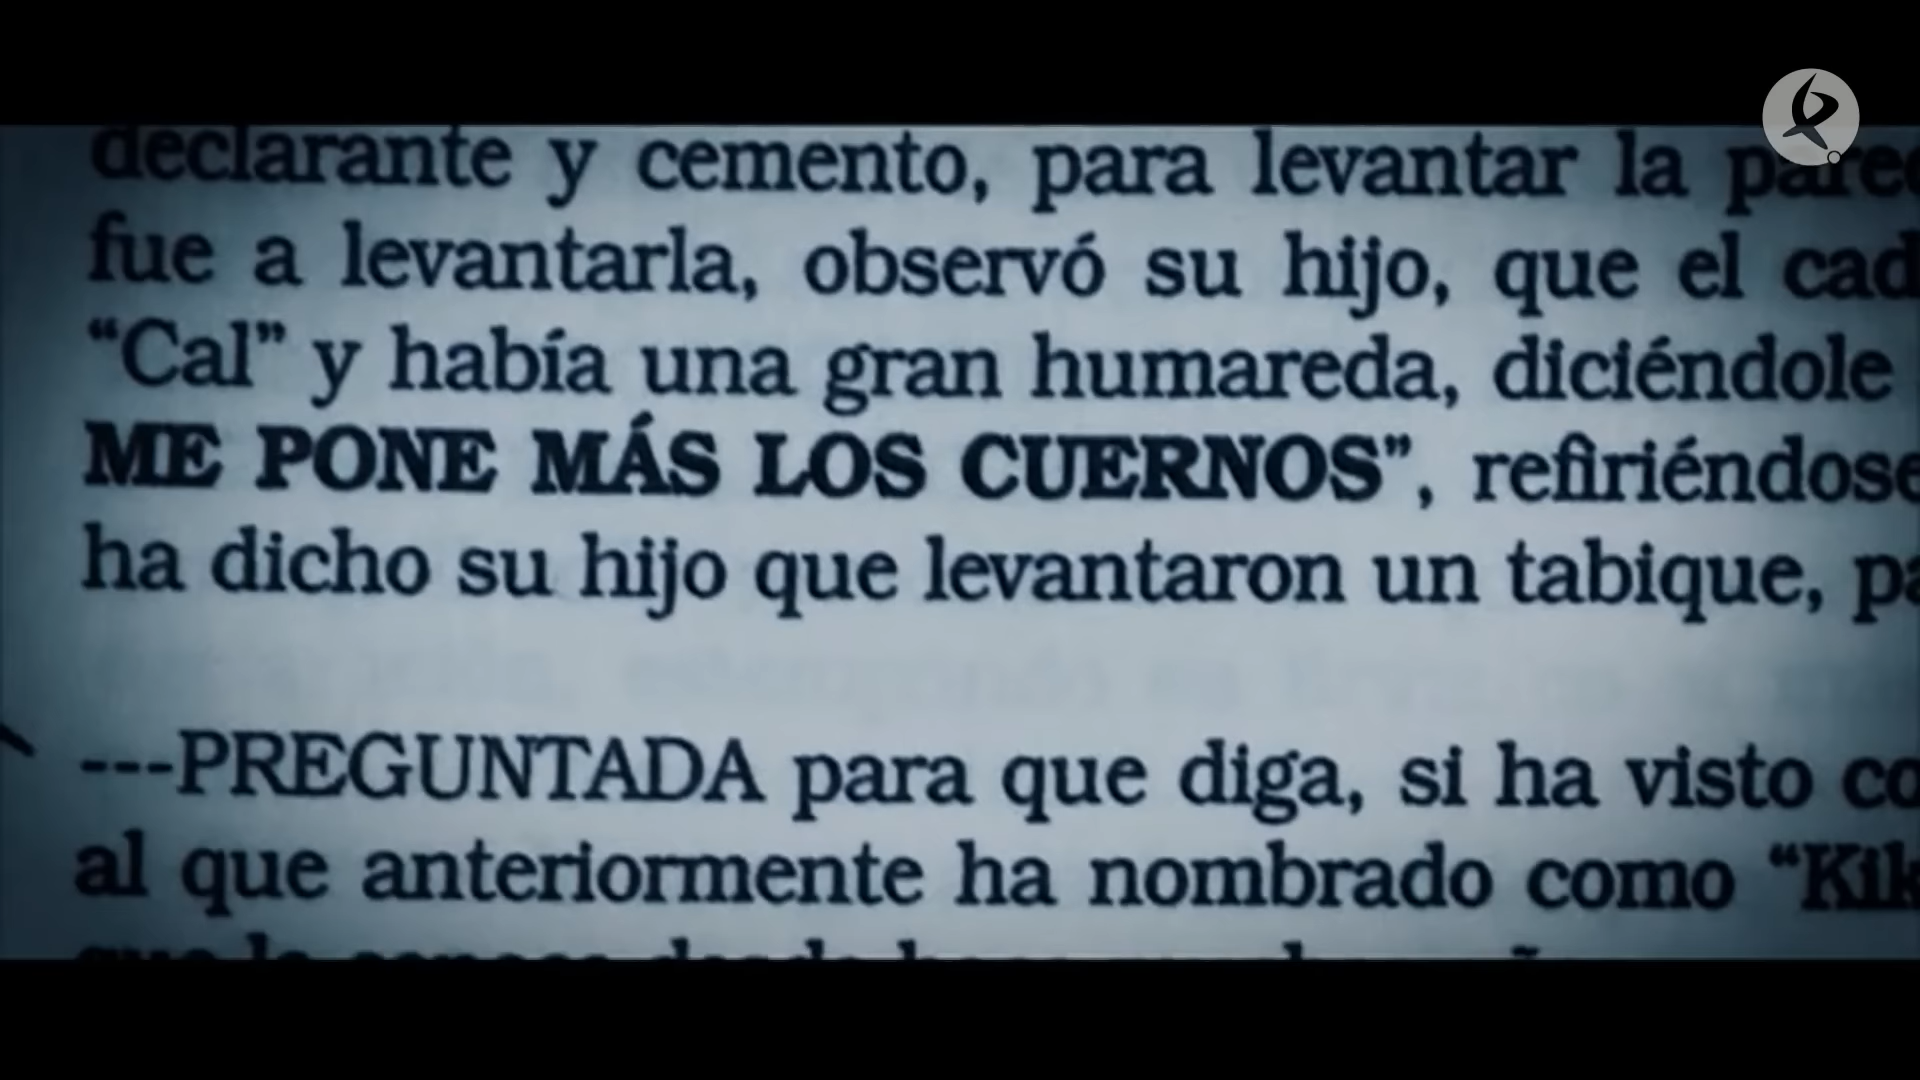 declarante y cemento, para levantar la
fue a levantarla, observó su hijo, que el
“Cal” y había una gran humareda, diciéndole
ME PONE MÁS LOS CUERNOS”, refiriéndose
ha dicho su hijo que levantaron un tabique,
---PREGUNTADA para que diga, si ha visto
al que anteriormente ha nombrado como